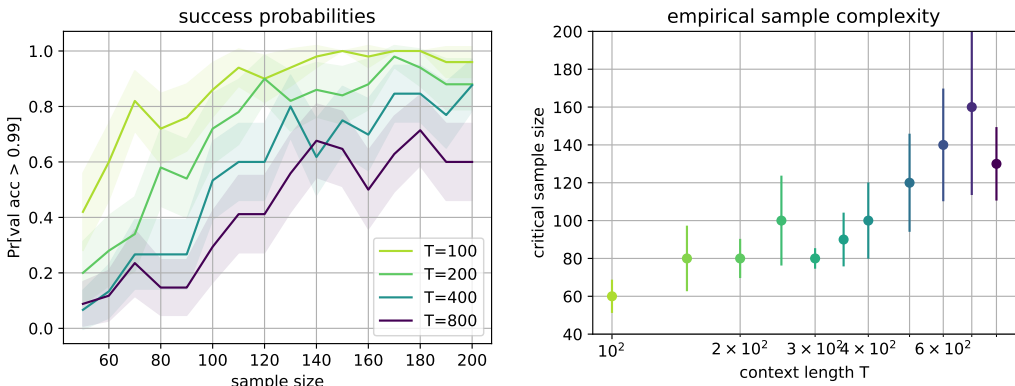 success probabilities
Pr[val acc > 0.99]
1.0
0.8
0.6
0.4
0.2
0.0
60 80 100 120 140 160 180 200
sample size
T=100
T=200
T=400
T=800
empirical sample complexity
critical sample size
200
180
160
140
120
100
80
60
40
10² 2 × 10² 3 × 10² 4 × 10² 6 × 10²
context length T